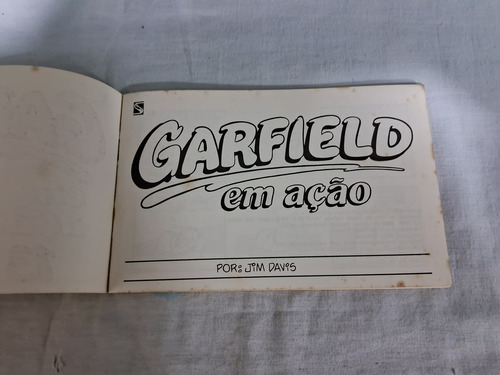 GARFIELD
em ação
POR: JIM DAVIS